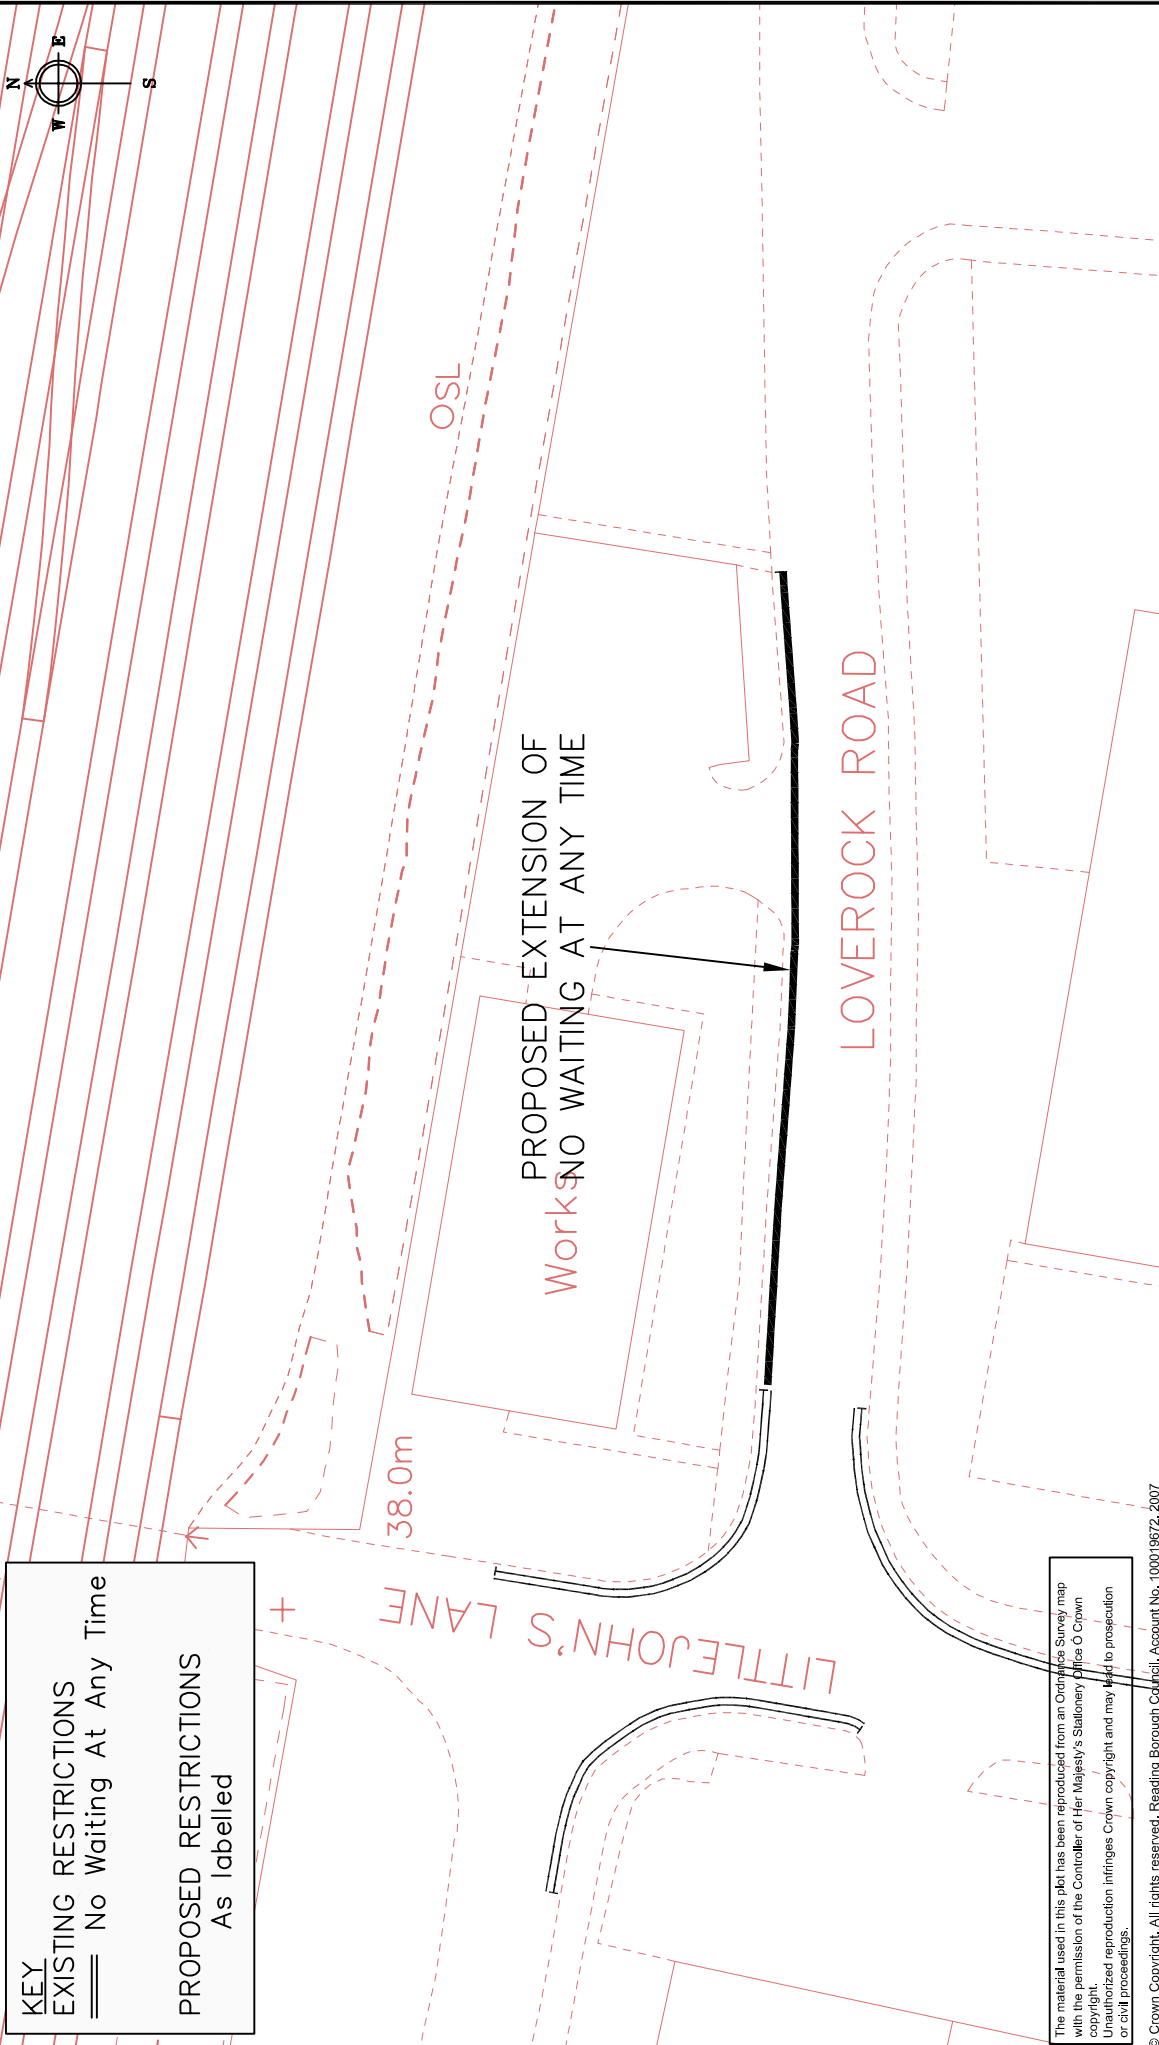 KEY
EXISTING RESTRICTIONS
No Waiting At Any Time
PROPOSED RESTRICTIONS
As labelled
N
E
W
S
OSL
38.0m
Works
PROPOSED EXTENSION OF
NO WAITING AT ANY TIME
LITTLEJOHN'S LANE
LOVEROCK ROAD
The material used in this plot has been reproduced from an Ordnance Survey map
with the permission of the Controller of Her Majesty's Stationery Office Ó Crown
copyright.
Unauthorized reproduction infringes Crown copyright and may lead to prosecution
or civil proceedings.
© Crown Copyright. All rights reserved. Reading Borough Council. Account No. 100019672. 2007